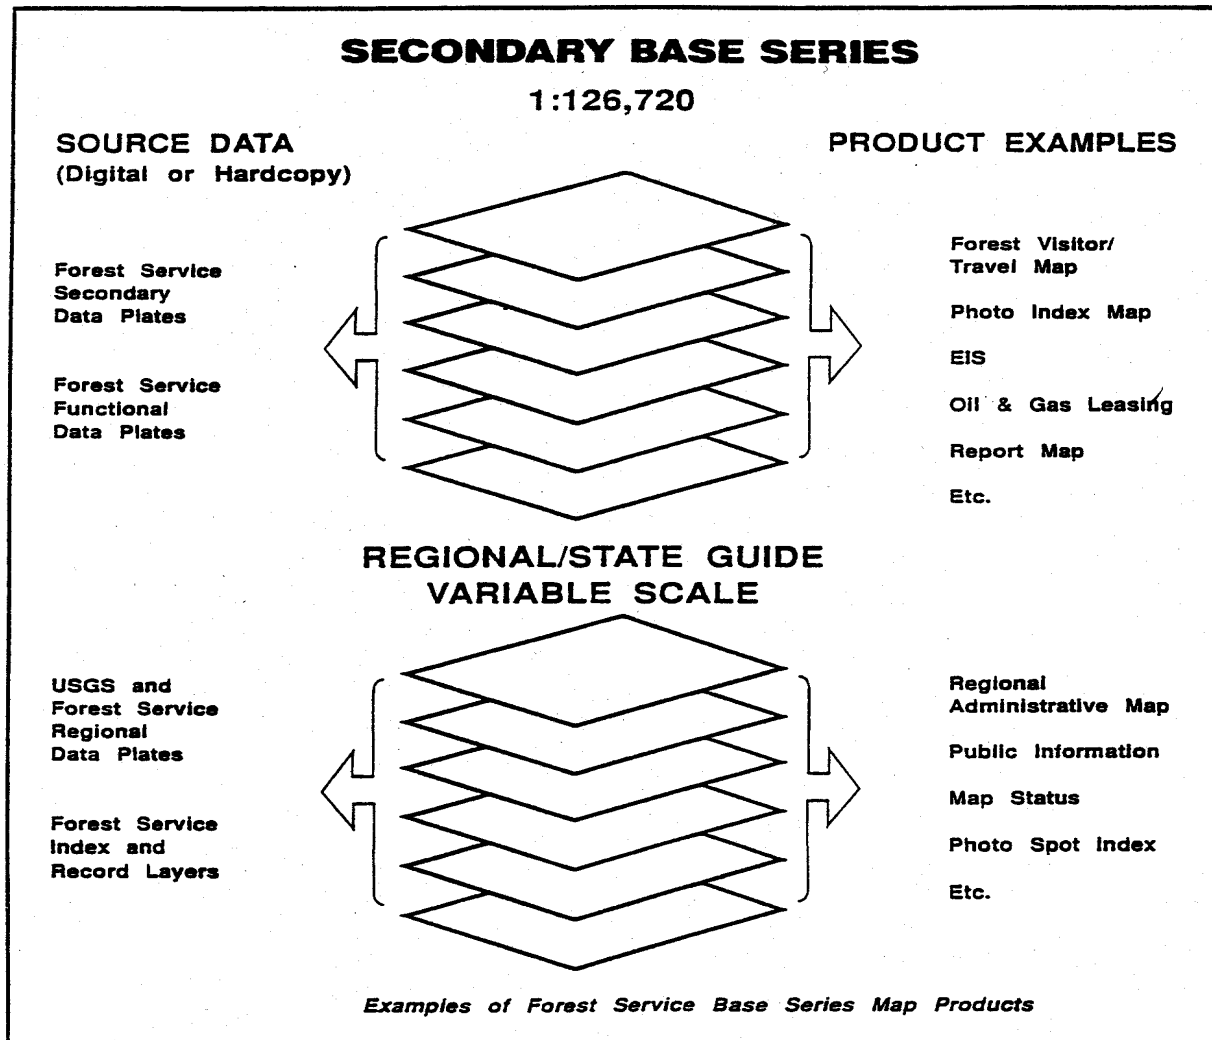 SECONDARY BASE SERIES
1:126,720
SOURCE DATA
(Digital or Hardcopy)
Forest Service
Secondary
Data Plates
Forest Service
Functional
Data Plates
PRODUCT EXAMPLES
Forest Visitor/
Travel Map
Photo Index Map
EIS
Oil & Gas Leasing
Report Map
Etc.
REGIONAL/STATE GUIDE
VARIABLE SCALE
USGS and
Forest Service
Regional
Data Plates
Forest Service
Index and
Record Layers
Regional
Administrative Map
Public Information
Map Status
Photo Spot Index
Etc.
Examples of Forest Service Base Series Map Products